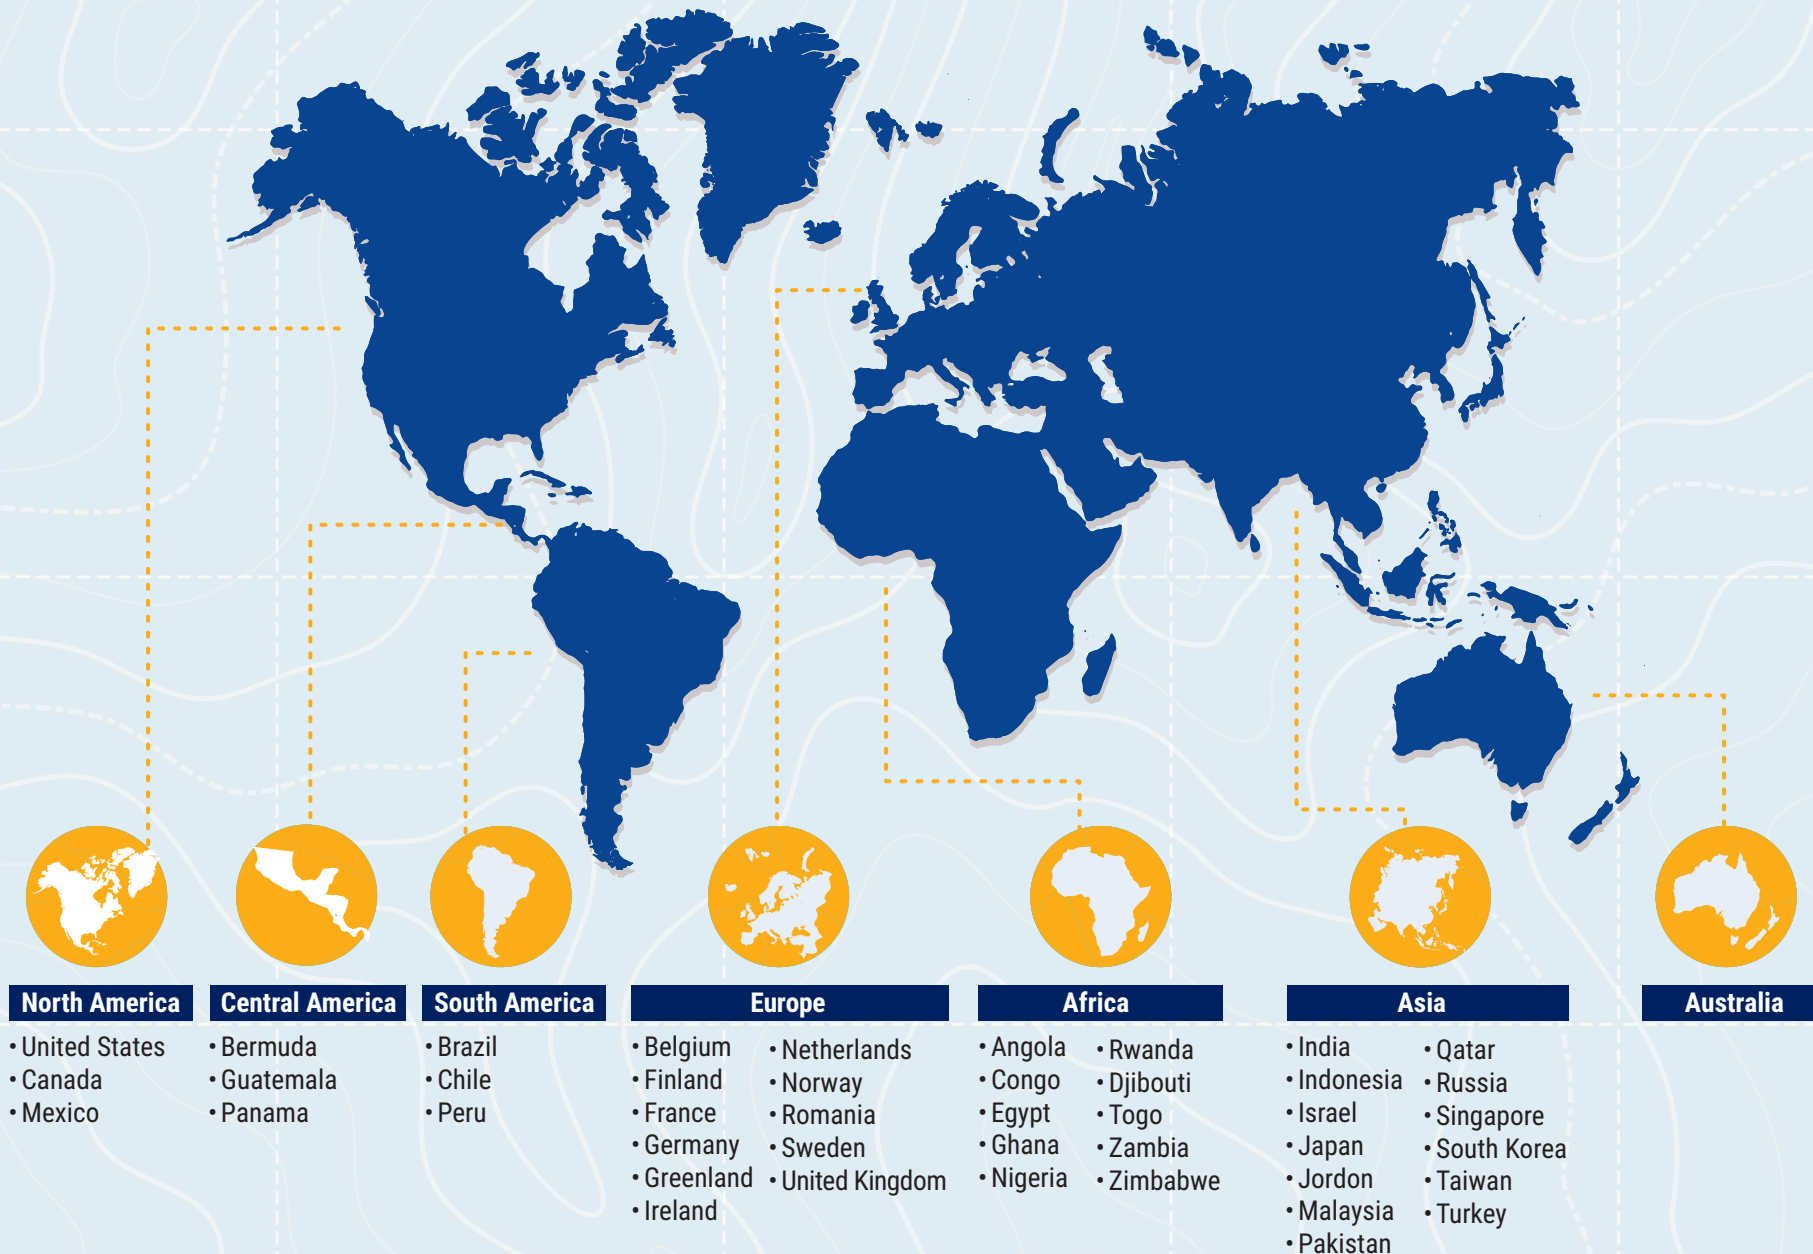 North America
• United States
• Canada
• Mexico
Central America
• Bermuda
• Guatemala
• Panama
South America
• Brazil
• Chile
• Peru
Europe
• Belgium
• Finland
• France
• Germany
• Greenland
• Ireland
• Netherlands
• Norway
• Romania
• Sweden
• United Kingdom
Africa
• Angola
• Congo
• Egypt
• Ghana
• Nigeria
• Rwanda
• Djibouti
• Togo
• Zambia
• Zimbabwe
Asia
• India
• Indonesia
• Israel
• Japan
• Jordon
• Malaysia
• Pakistan
• Qatar
• Russia
• Singapore
• South Korea
• Taiwan
• Turkey
Australia